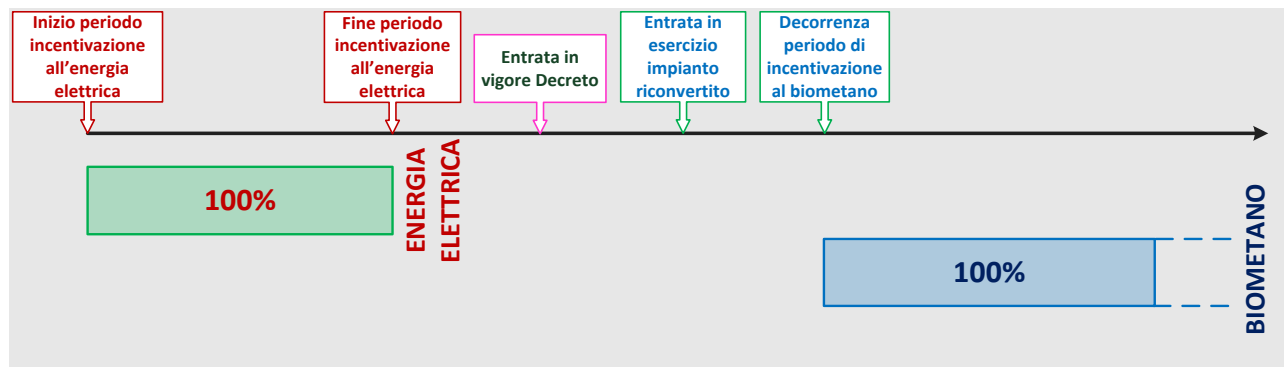 Inizio periodo
incentivazione
all'energia
elettrica
Fine periodo
incentivazione
all'energia
elettrica
Entrata in
vigore Decreto
Entrata in
esercizio
impianto
riconvertito
Decorrenza
periodo di
incentivazione
al biometano
100%
ENERGIA
ELETTRICA
100%
BIOMETANO